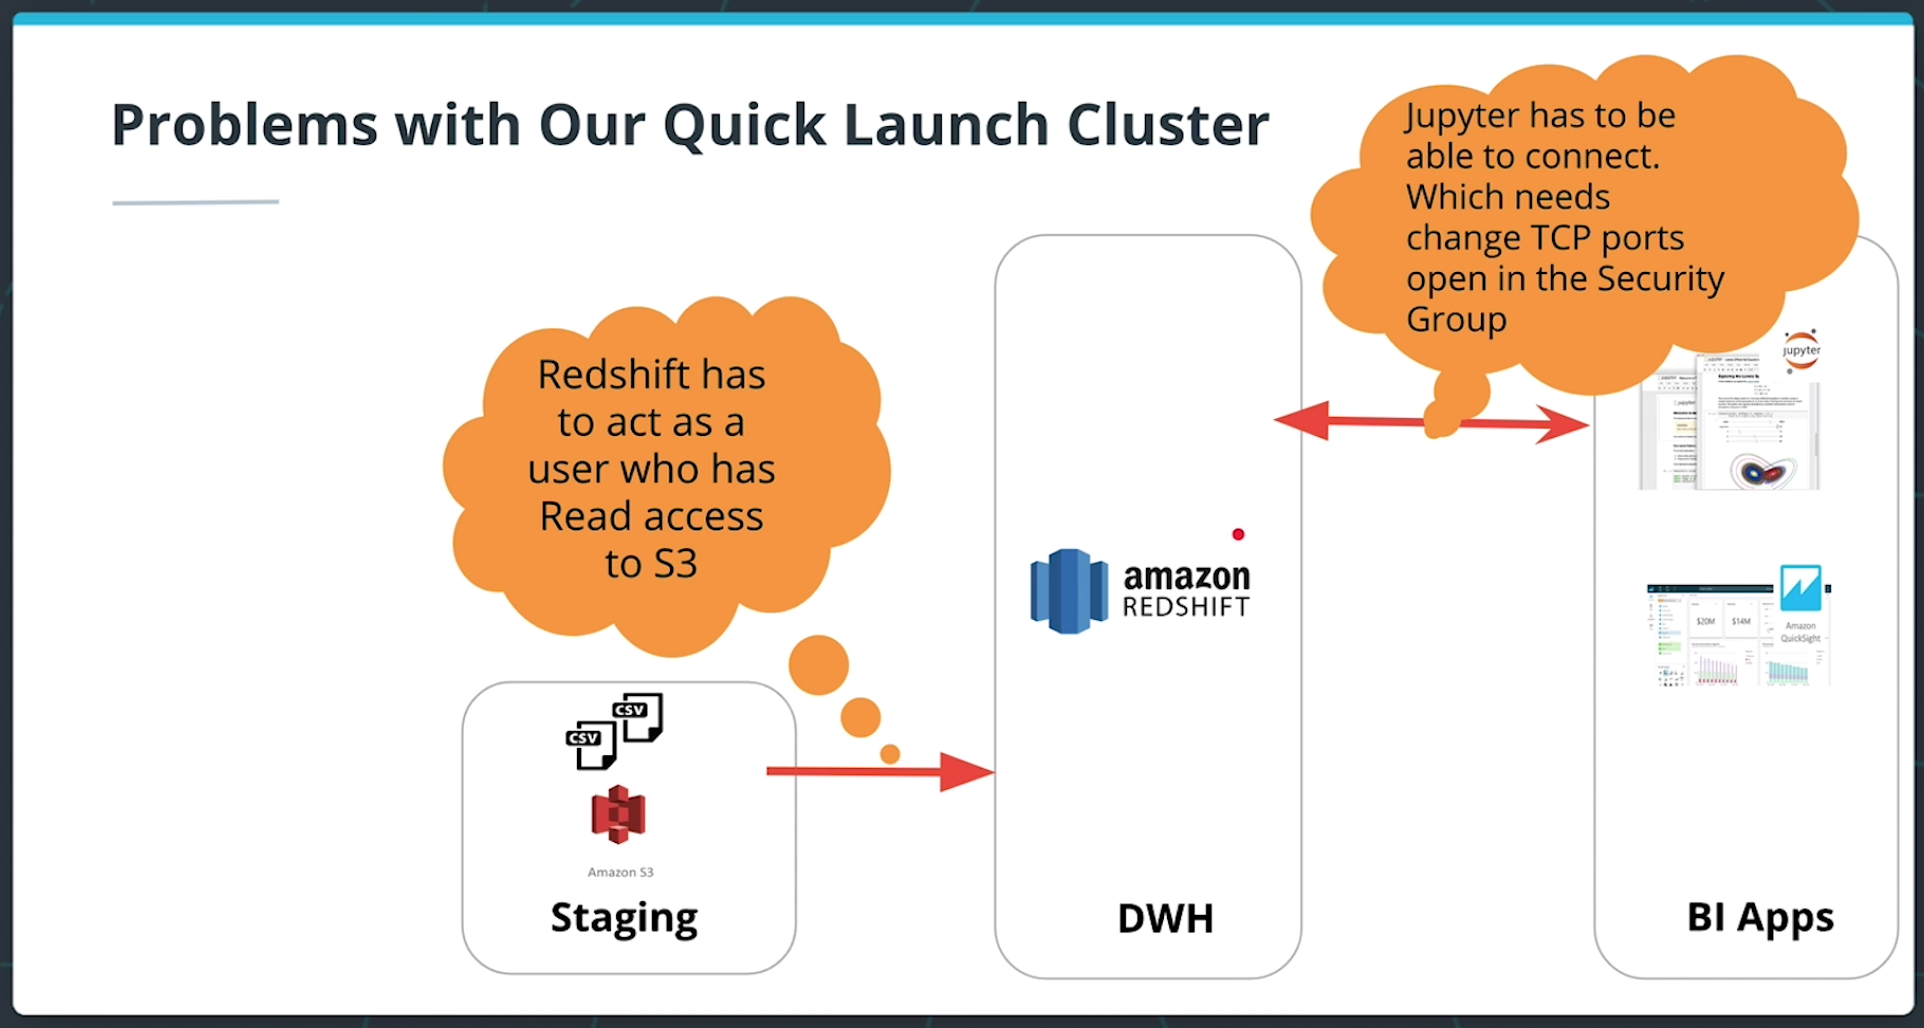 Problems with Our Quick Launch Cluster
Jupyter has to be
able to connect.
Which needs
change TCP ports
open in the Security
Group
Redshift has
to act as a
user who has
Read access
to S3
jupyter
amazon
REDSHIFT
$20M
$14M
Amazon
QuickSight
CSV
CSV
Amazon S3
Staging
DWH
BI Apps